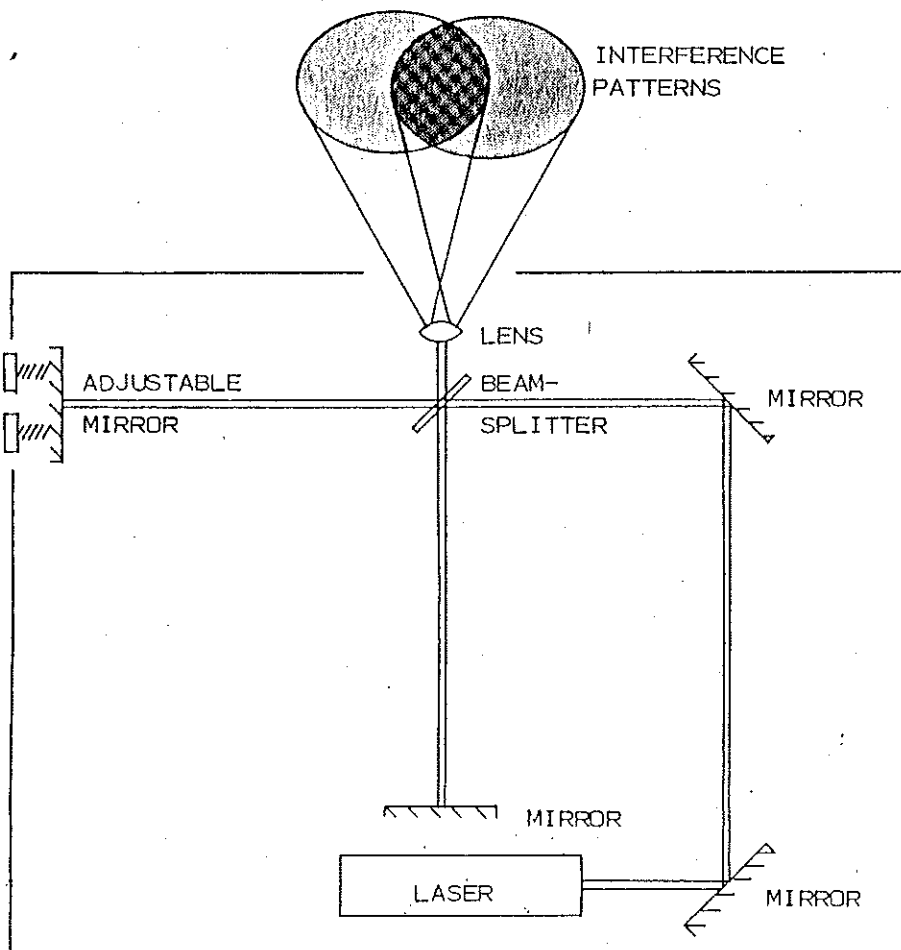 INTERFERENCE
PATTERNS
LENS
ADJUSTABLE
MIRROR
BEAM-
SPLITTER
MIRROR
MIRROR
LASER
MIRROR